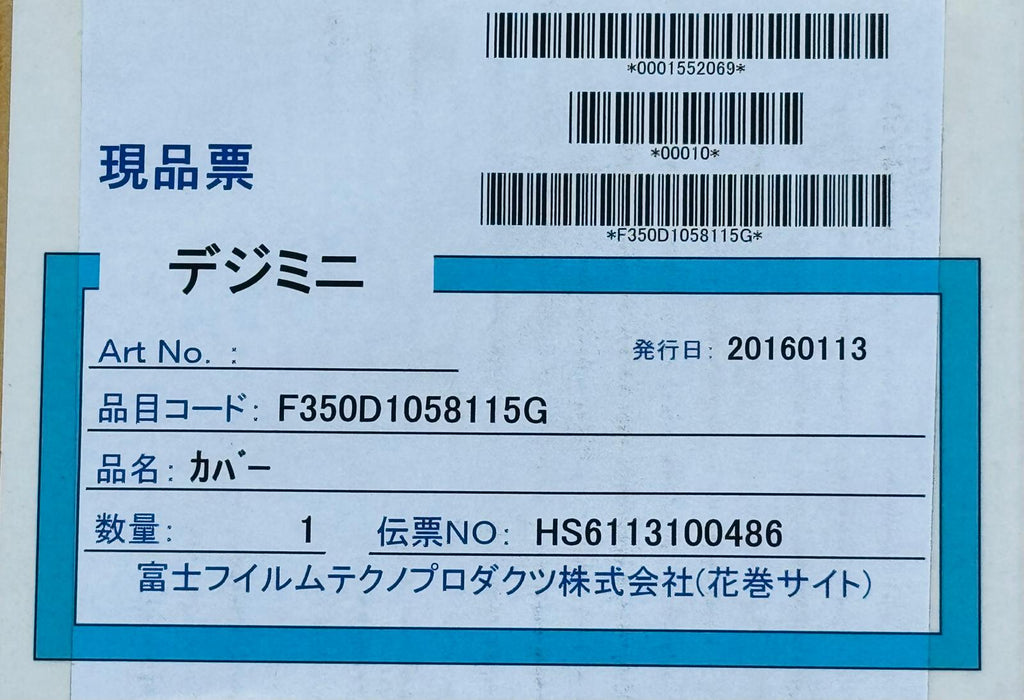 *0001552069*
*00010*
現品票
*F350D1058115G*
デジミニ
Art No. :
発行日: 20160113
品目コード: F350D1058115G
品名: カバー
数量: 1 伝票NO: HS6113100486
富士フイルムテクノプロダクツ株式会社(花巻サイト)